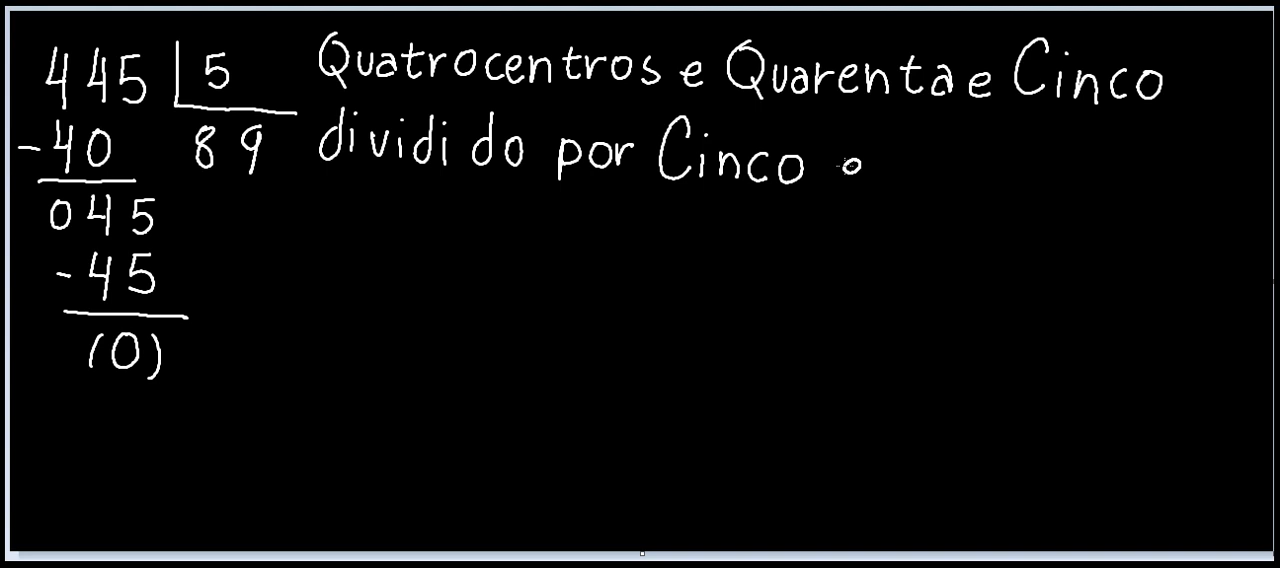 445 | 5 Quatrocentros e Quarenta e Cinco
-40 89 dividido por Cinco.
045
-45
(0)